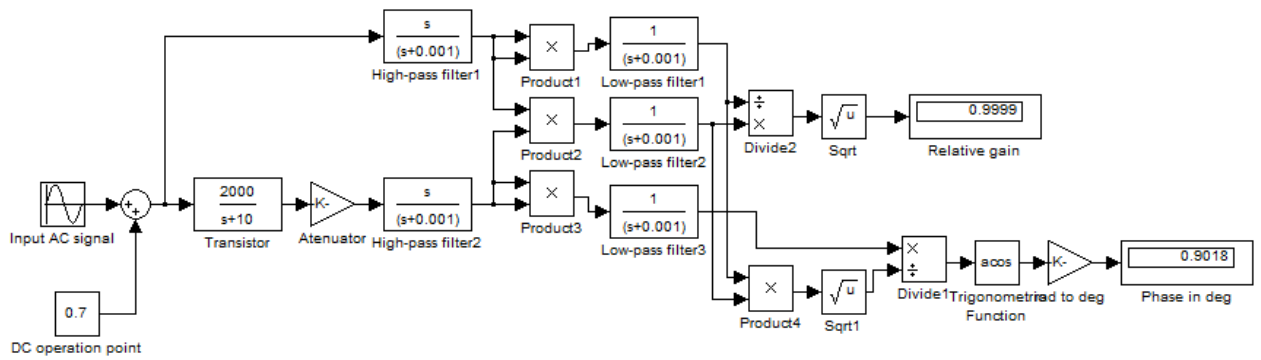 s
(s+0.001)
High-pass filter1
×
Product1
1
(s+0.001)
Low-pass filter1
×
Product2
1
(s+0.001)
Low-pass filter2
÷
×
Divide2
√u
Sqrt
0.9999
Relative gain
Input AC signal
+
+
2000
s+10
Transistor
K-
Atenuator
s
(s+0.001)
High-pass filter2
×
Product3
1
(s+0.001)
Low-pass filter3
×
Product4
√u
Sqrt1
×
÷
Divide1
acos
Trigonometric
Function
K-
rad to deg
0.9018
Phase in deg
0.7
DC operation point